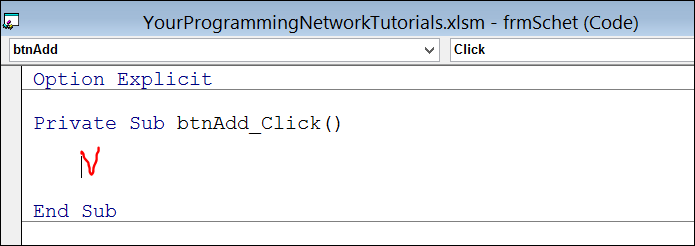 YourProgrammingNetworkTutorials.xlsm - frmSchet (Code)
btnAdd Click
Option Explicit
Private Sub btnAdd_Click()
End Sub